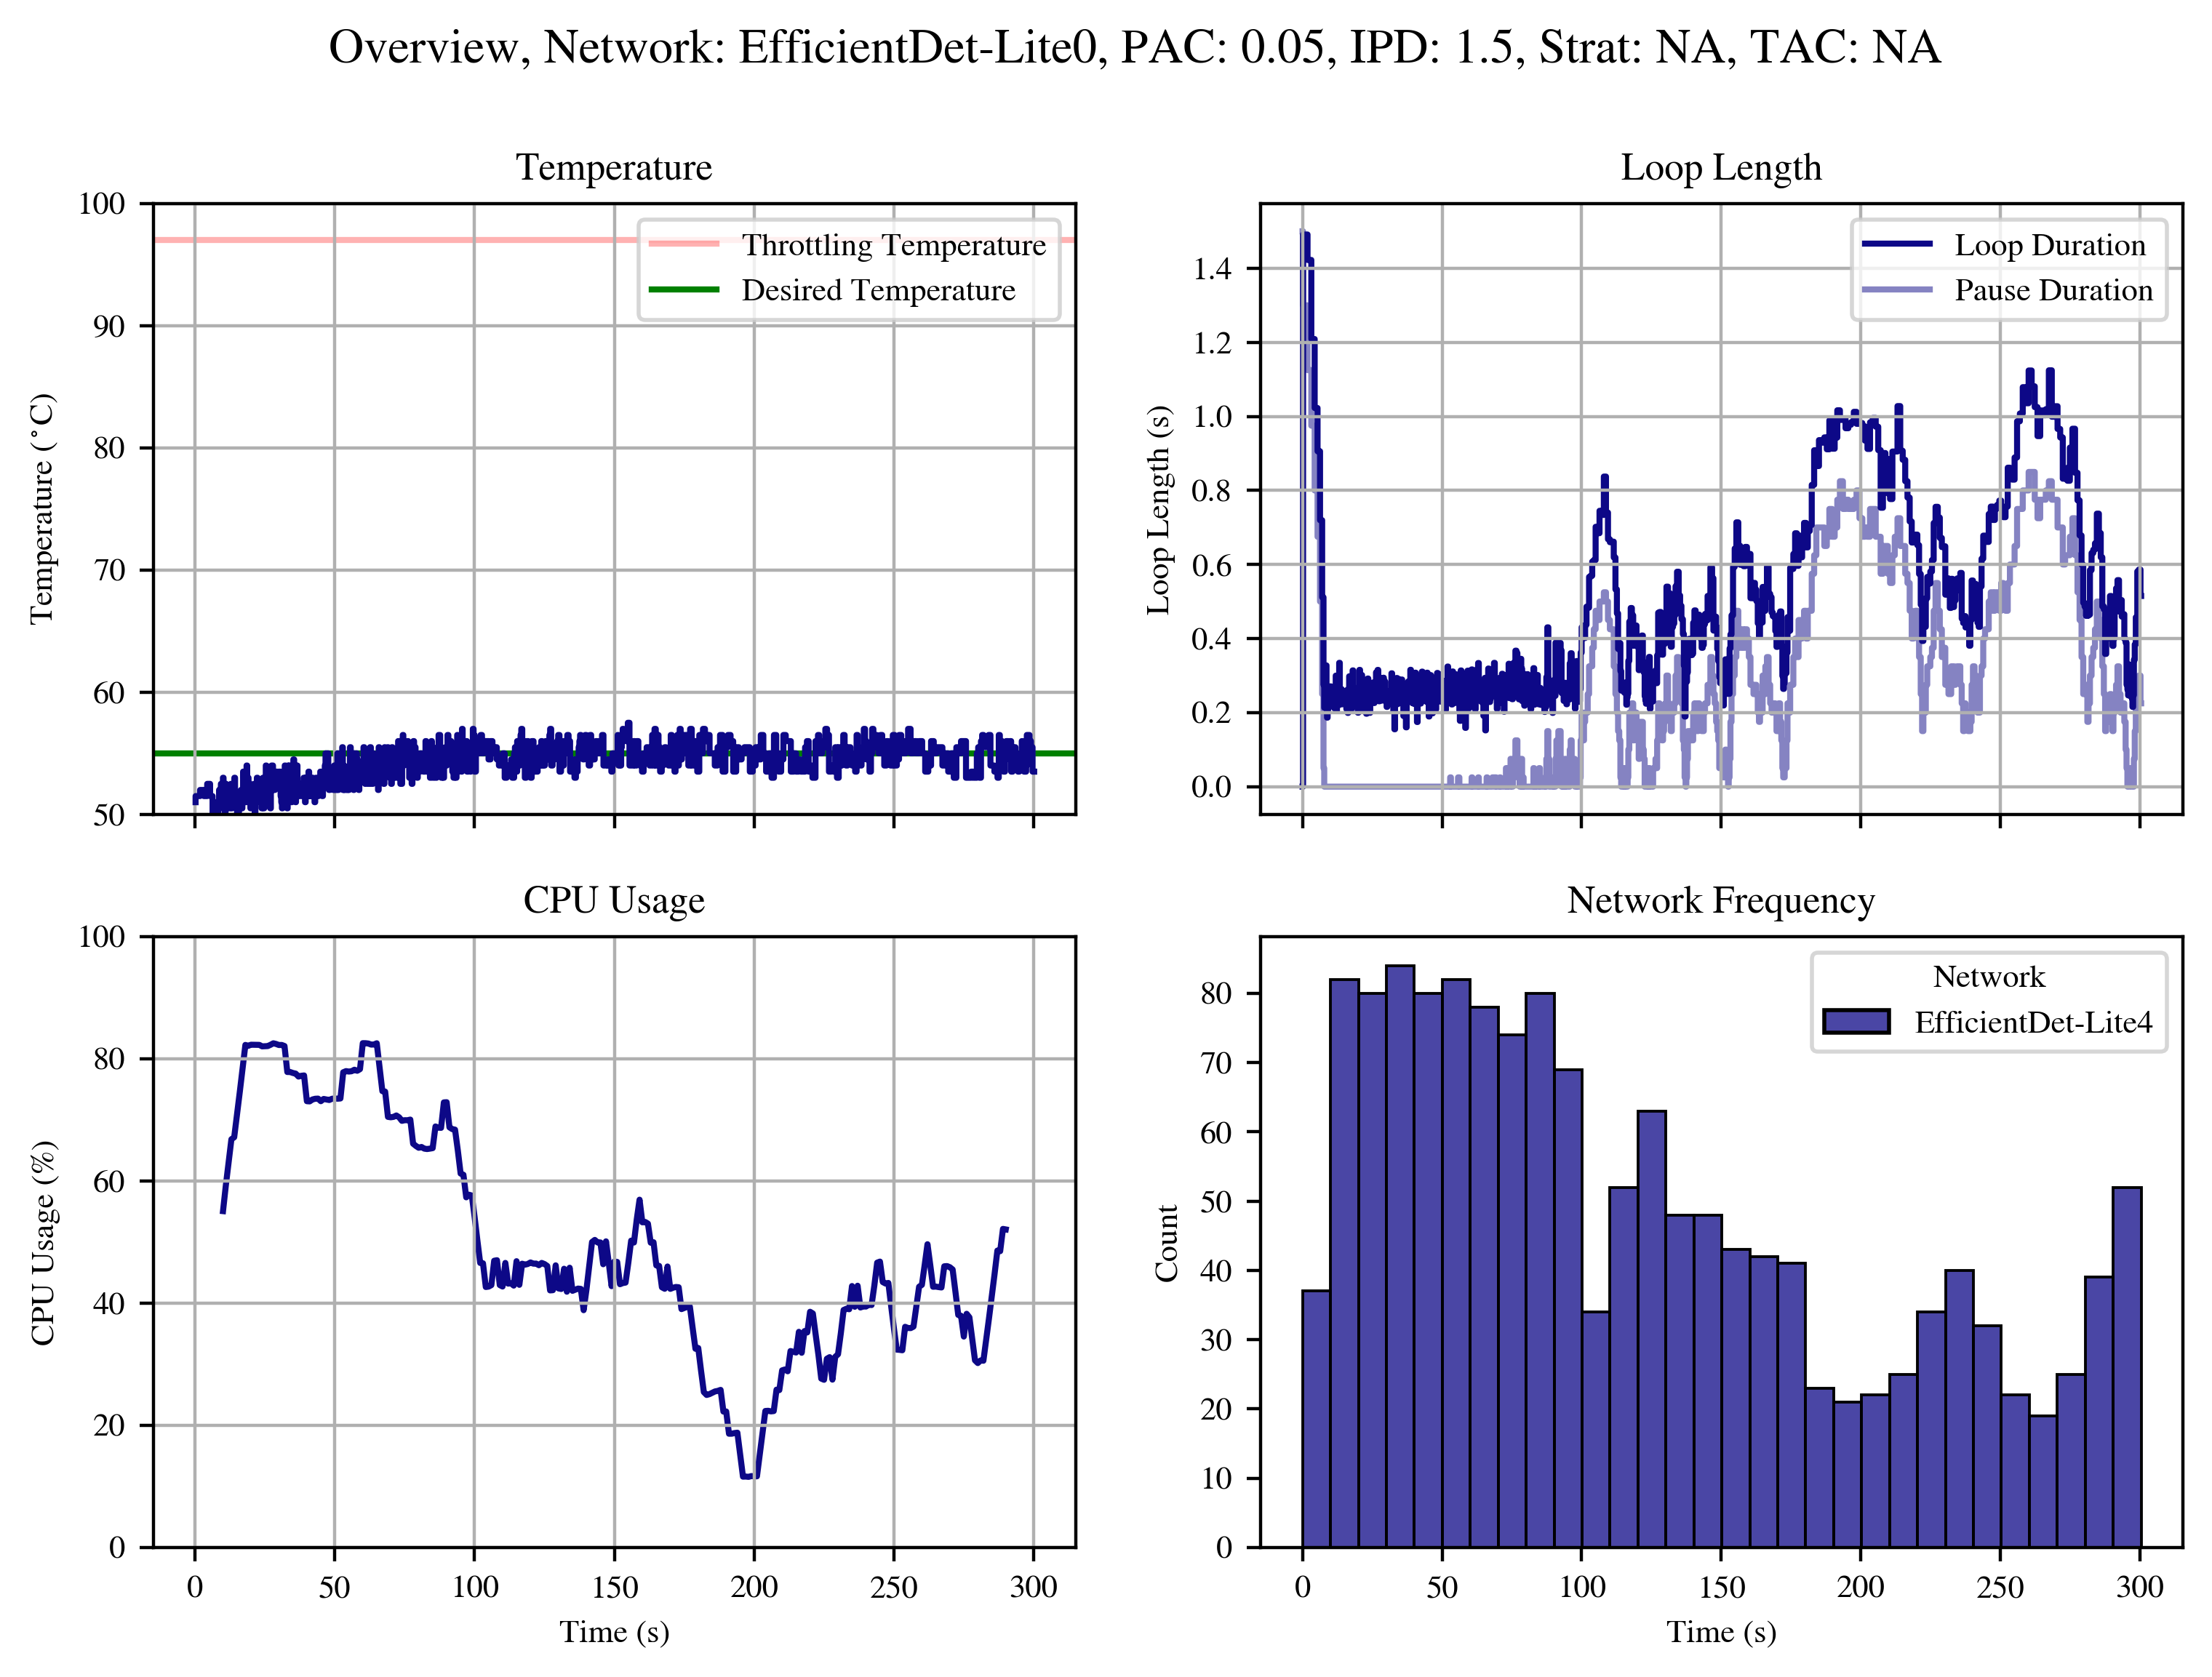 Overview, Network: EfficientDet-Lite0, PAC: 0.05, IPD: 1.5, Strat: NA, TAC: NA
Temperature
100
90
80
70
60
50
Temperature (°C)
Throttling Temperature
Desired Temperature
Loop Length
1.4
1.2
1.0
0.8
0.6
0.4
0.2
0.0
Loop Length (s)
Loop Duration
Pause Duration
CPU Usage
100
80
60
40
20
0
CPU Usage (%)
0 50 100 150 200 250 300
Time (s)
Network Frequency
80
70
60
50
40
30
20
10
0
Count
Network
EfficientDet-Lite4
0 50 100 150 200 250 300
Time (s)